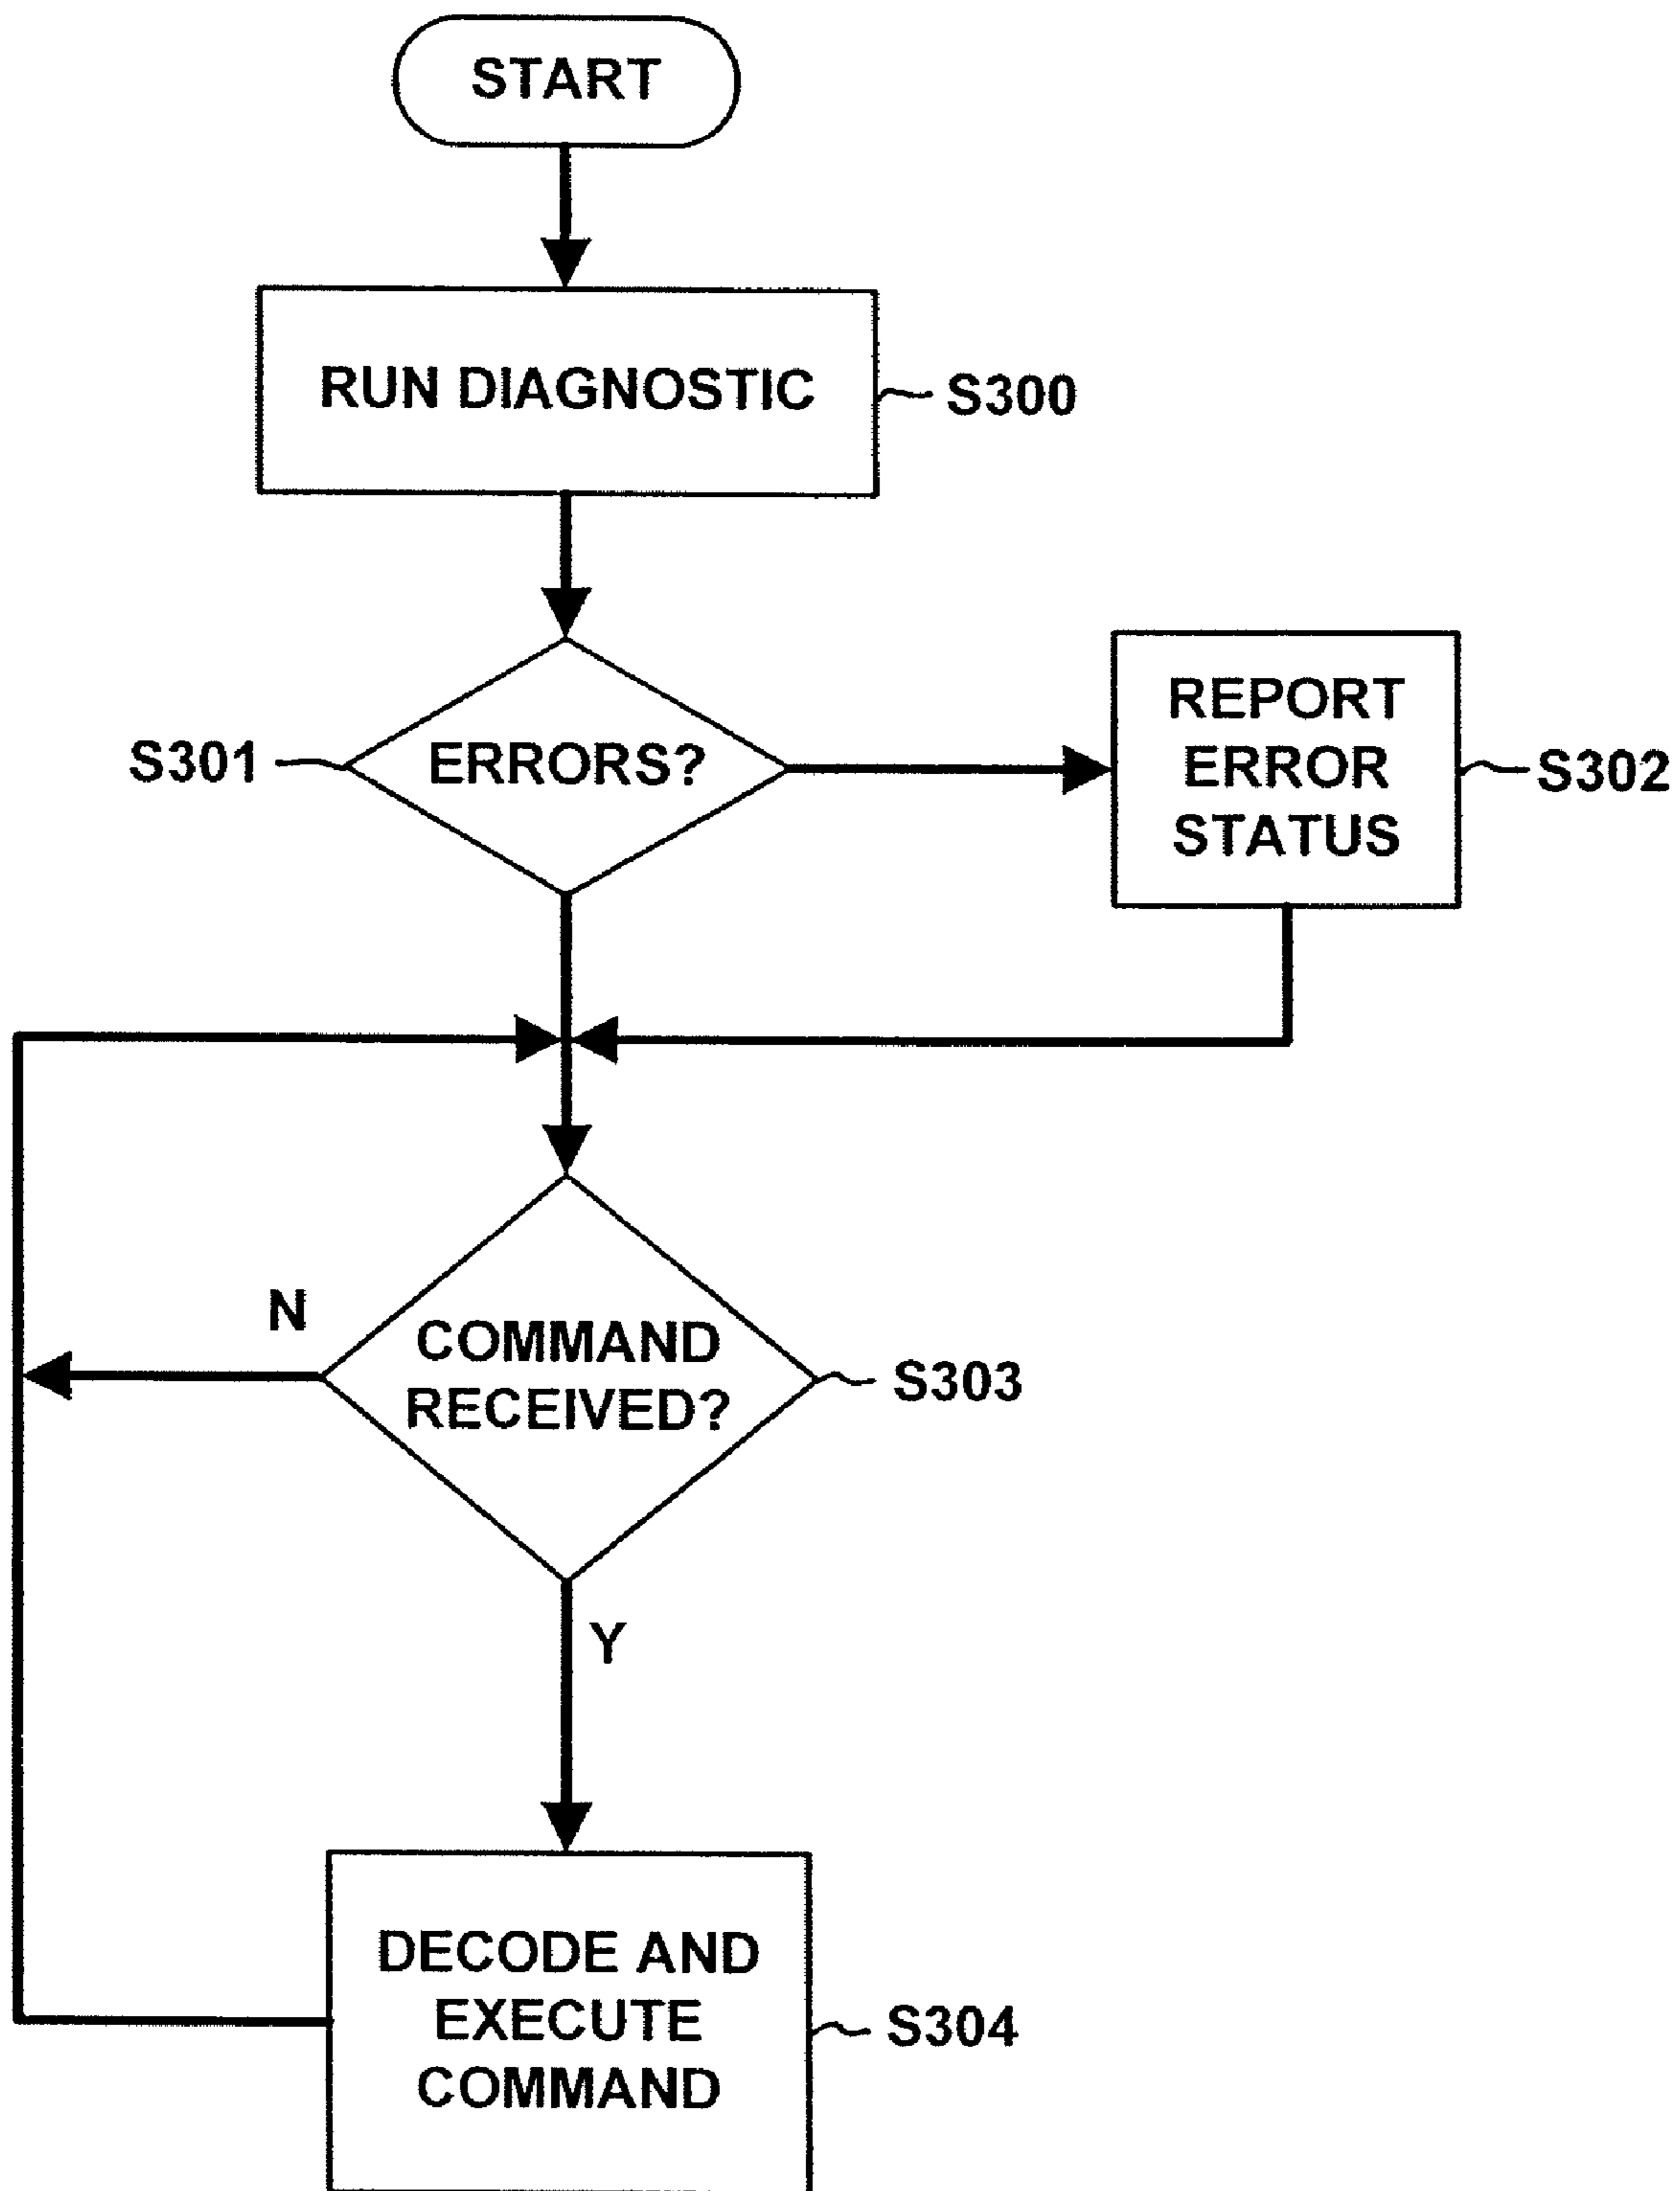 START
RUN DIAGNOSTIC
S300
S301
ERRORS?
REPORT
ERROR
STATUS
S302
N
COMMAND
RECEIVED?
S303
Y
DECODE AND
EXECUTE
COMMAND
S304